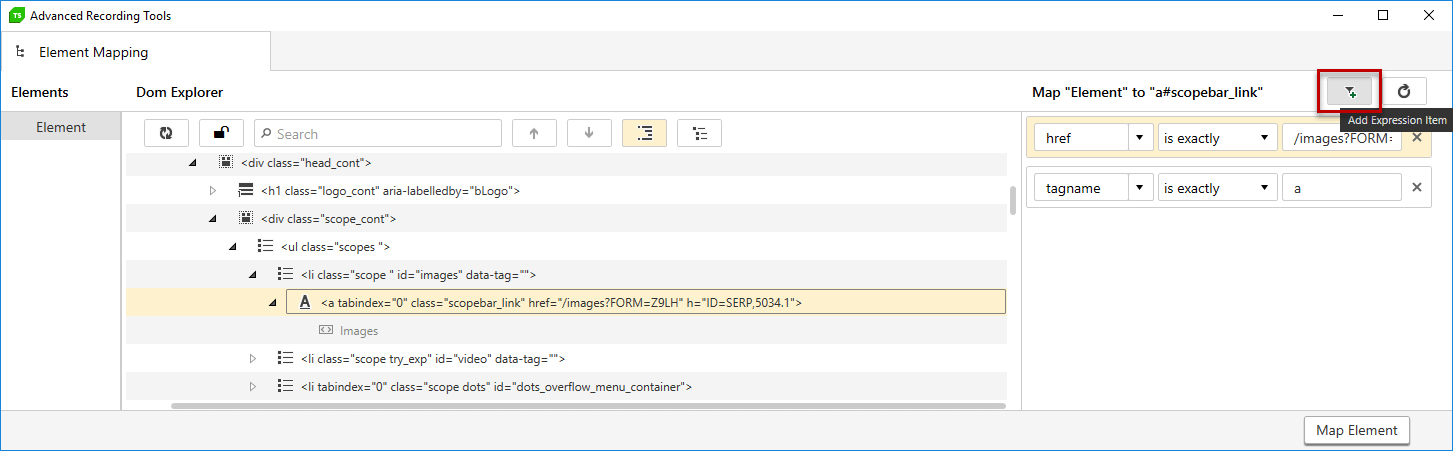 TS Advanced Recording Tools
Element Mapping
Elements
Element
Dom Explorer
Search
<div class="head_cont">
<h1 class="logo_cont" aria-labelledby="bLogo">
<div class="scope_cont">
<ul class="scopes ">
<li class="scope " id="images" data-tag="">
A <a tabindex="0" class="scopebar_link" href="/images?FORM=Z9LH" h="ID=SERP,5034.1">
Images
<li class="scope try_exp" id="video" data-tag="">
<li tabindex="0" class="scope dots" id="dots_overflow_menu_container">
Map "Element" to "a#scopebar_link"
Add Expression Item
href is exactly /images?FORM=
tagname is exactly a
Map Element